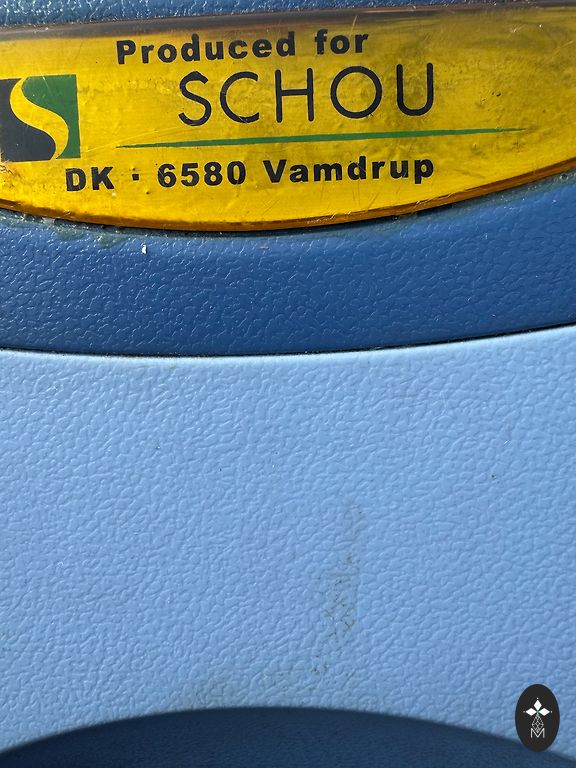 Produced for
SCHOU
DK · 6580 Vamdrup